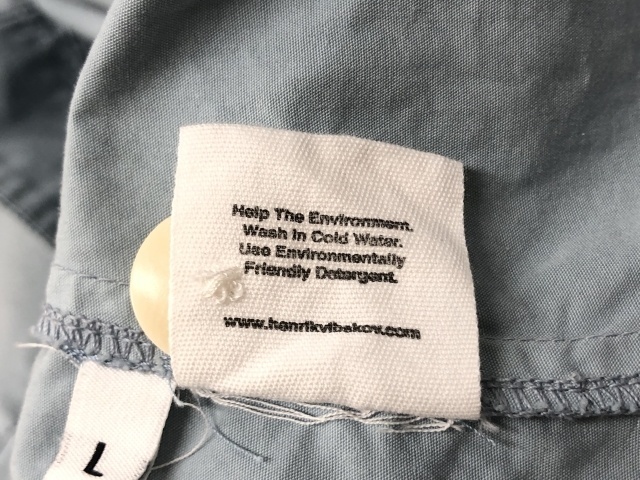 Help The Environment.
Wash In Cold Water.
Use Environmentally
Friendly Detergent.
www.henrikvibskov.com
L